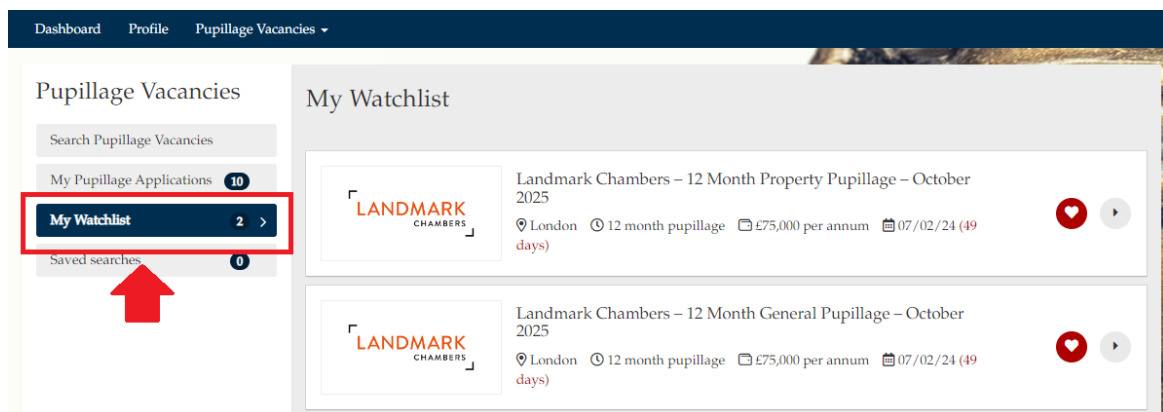 Dashboard Profile Pupillage Vacancies
Pupillage Vacancies
Search Pupillage Vacancies
My Pupillage Applications 10
My Watchlist 2
Saved searches 0
My Watchlist
LANDMARK
CHAMBERS
Landmark Chambers – 12 Month Property Pupillage – October
2025
London 12 month pupillage £75,000 per annum 07/02/24 (49
days)
LANDMARK
CHAMBERS
Landmark Chambers – 12 Month General Pupillage – October
2025
London 12 month pupillage £75,000 per annum 07/02/24 (49
days)